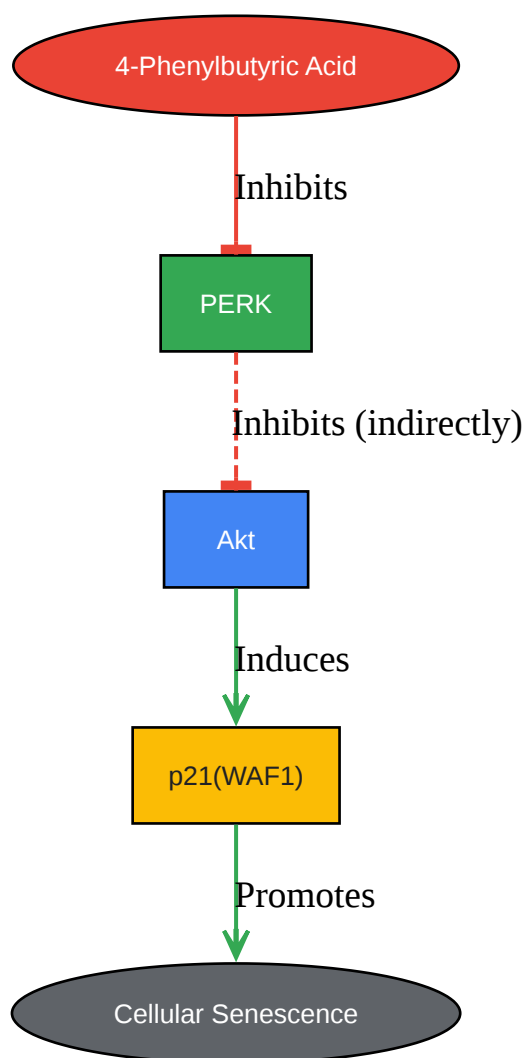 4-Phenylbutyric Acid
Inhibits
PERK
Inhibits (indirectly)
Akt
Induces
p21(WAF1)
Promotes
Cellular Senescence